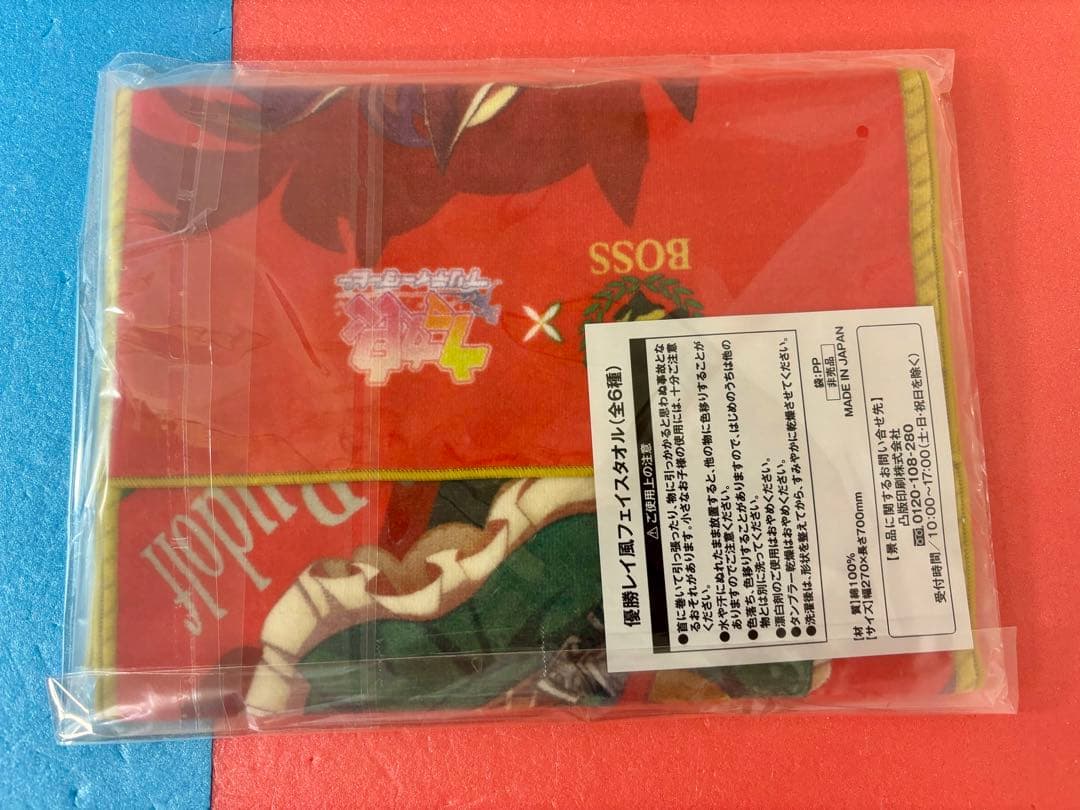 BOSS
ウマ娘
プリティーダービー
×
Rudolf
優勝レイ風フェイスタオル(全6種)
⚠ ご使用上の注意
●首に巻いて引っ張ったり、物に引っかかると思わぬ事故とな
るおそれがあります。小さなお子様の使用には、十分ご注意
ください。
●水や汗にぬれたまま放置すると、他の物に色移りすることが
ありますのでご注意ください。
●色落ち、色移りすることがありますので、はじめのうちは他の
物とは別に洗ってください。
●漂白剤のご使用はおやめください。
●タンブラー乾燥はおやめください。
●洗濯後は、形状を整えてから、すみやかに乾燥させてください。
【材 質】綿100%
【サイズ】幅270×長さ700mm
袋:PP
非売品
MADE IN JAPAN
【景品に関するお問い合せ先】
凸版印刷株式会社
0120-108-280
受付時間/10:00~17:00(土・日・祝日を除く)